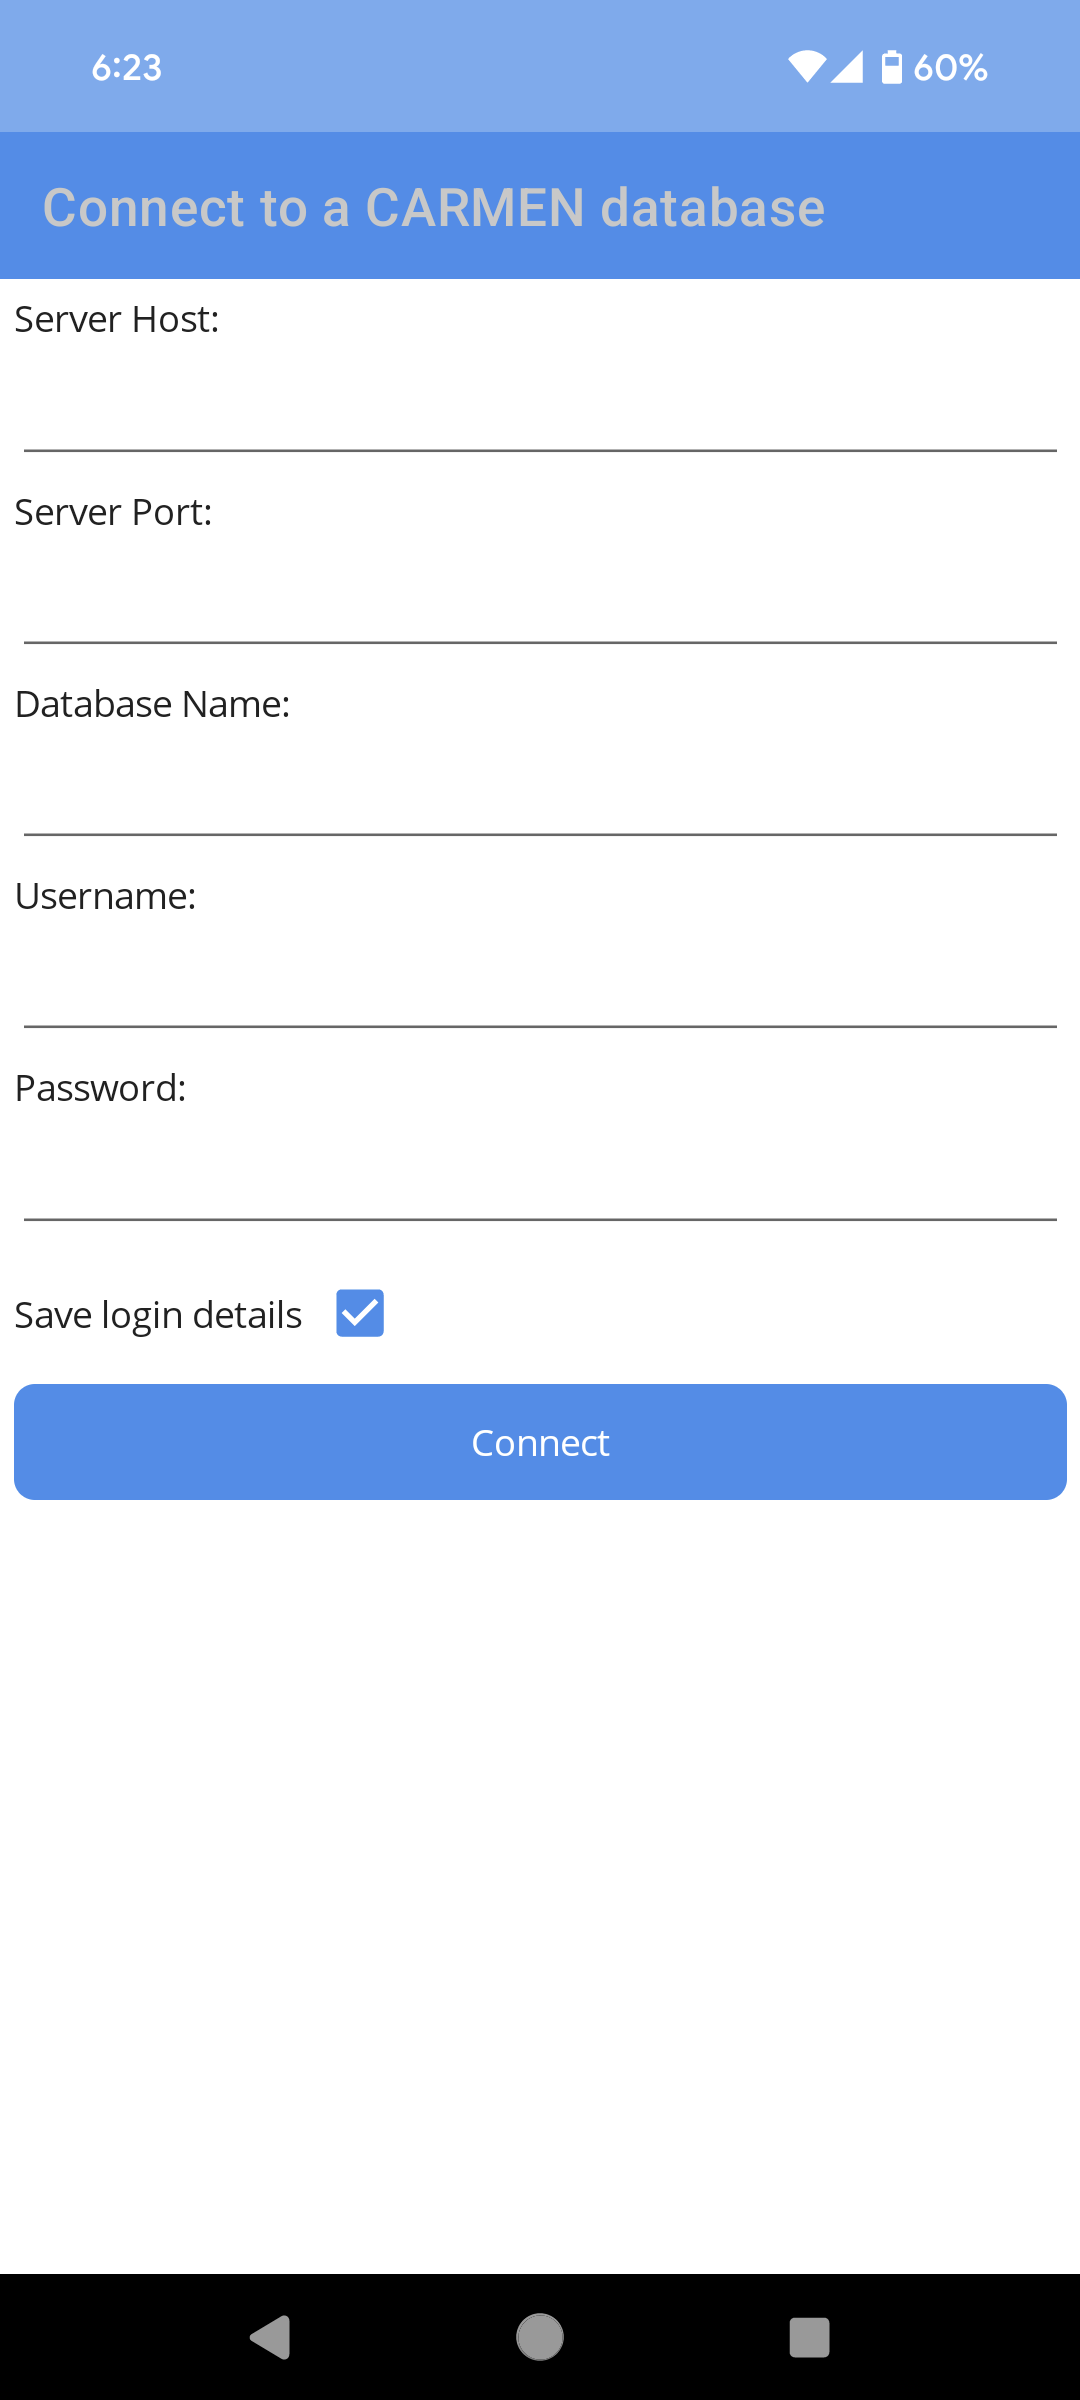 6:23
60%
Connect to a CARMEN database
Server Host:
Server Port:
Database Name:
Username:
Password:
Save login details
Connect